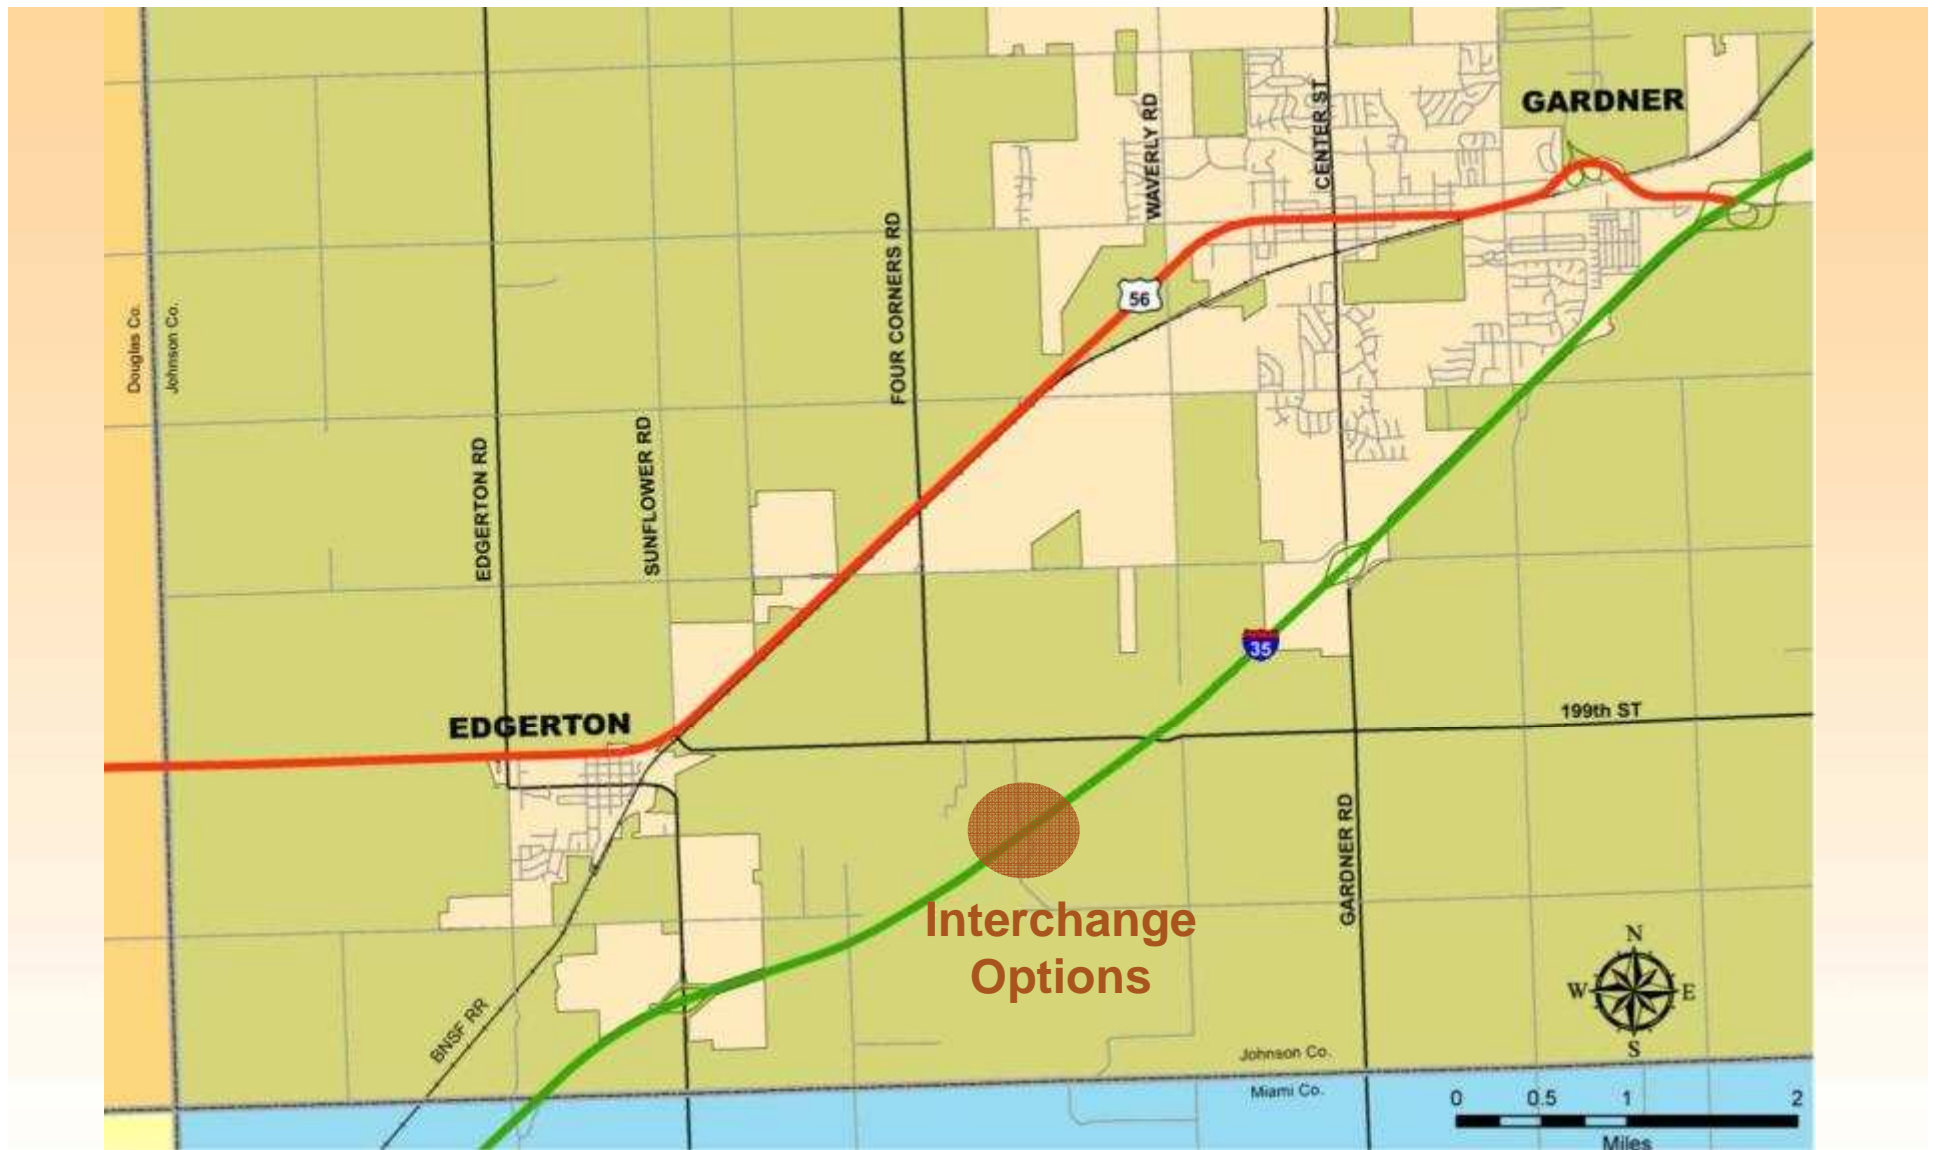 GARDNER
WAVERLY RD
CENTER ST
FOUR CORNERS RD
56
Douglas Co.
Johnson Co.
EDGERTON RD
SUNFLOWER RD
35
199th ST
EDGERTON
GARDNER RD
Interchange
Options
BNSF RR
N
W E
S
Johnson Co.
Miami Co.
0 0.5 1 2
Miles